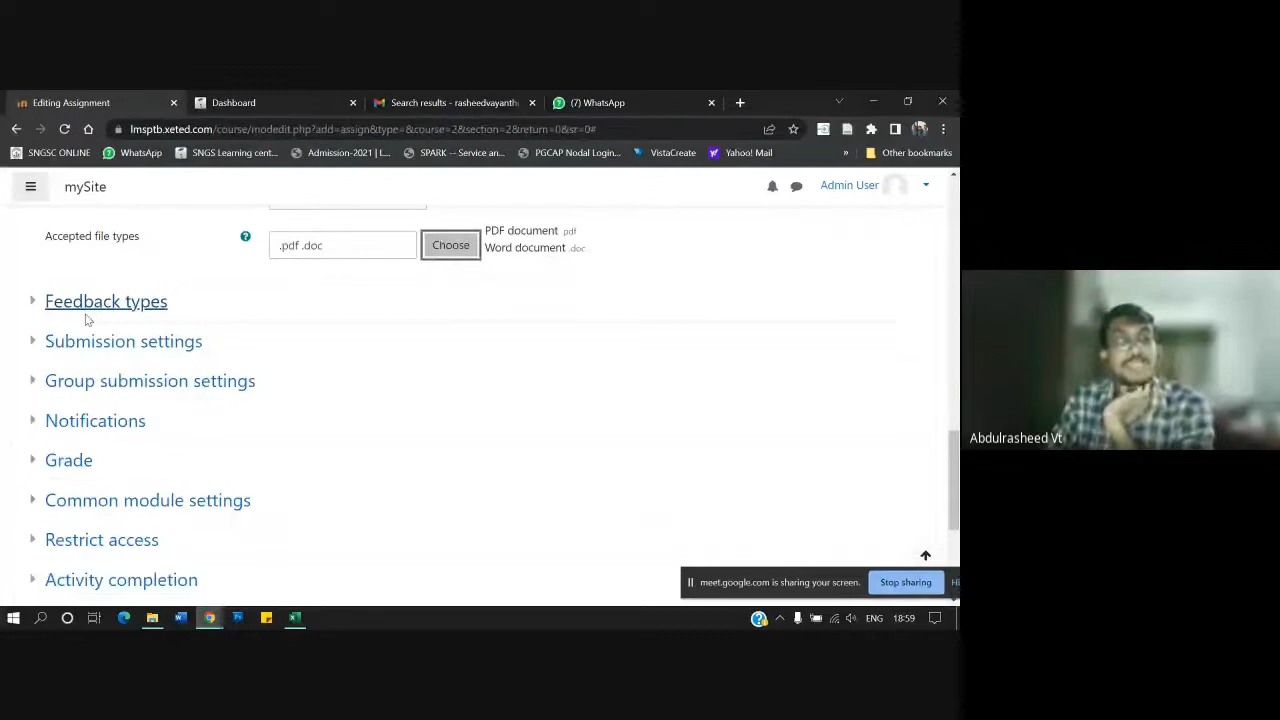 Editing Assignment
Dashboard
Search results - rasheedvayanth
(7) WhatsApp
lmsptb.xeted.com/course/modedit.php?add=assign&type=&course=2&section=2&return=0&sr=0#
SNGSC ONLINE
WhatsApp
SNGS Learning cent...
Admission-2021 | L...
SPARK -- Service an...
PGCAP Nodal Login...
VistaCreate
Yahoo! Mail
»
Other bookmarks
mySite
Admin User
Accepted file types
.pdf .doc
Choose
PDF document .pdf
Word document .doc
Feedback types
Submission settings
Group submission settings
Notifications
Grade
Common module settings
Restrict access
Activity completion
Abdulrasheed Vt
meet.google.com is sharing your screen.
Stop sharing
Hi
ENG
18:59